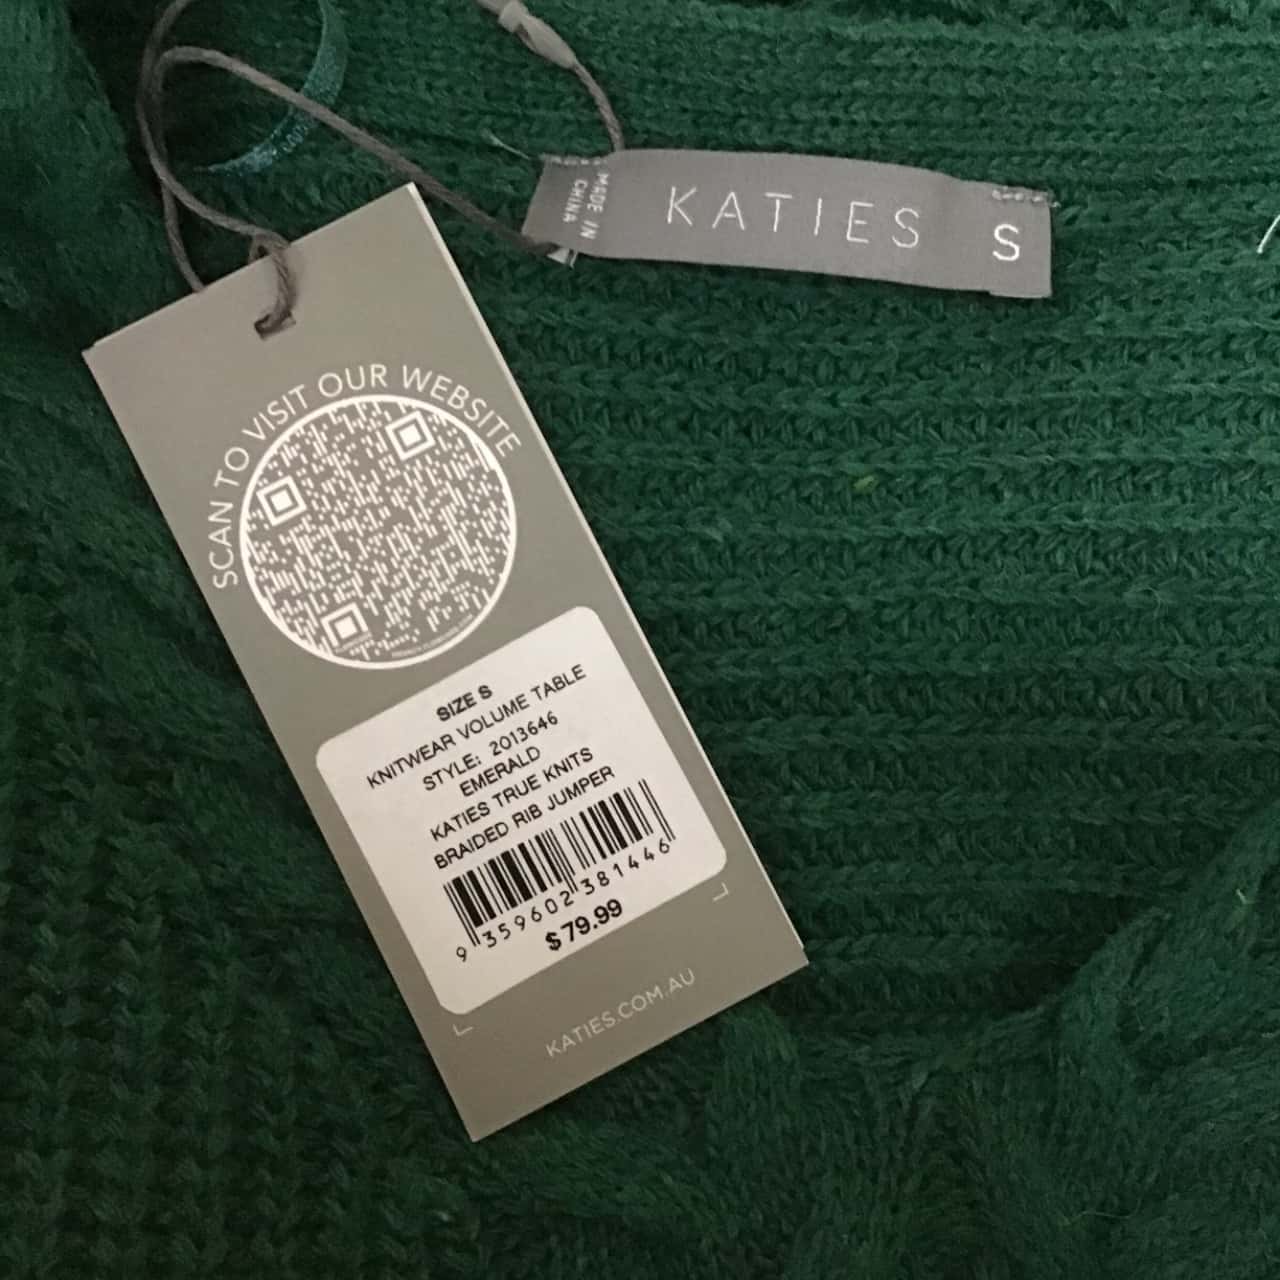 MADE IN
CHINA
KATIES
S
SCAN TO VISIT OUR WEBSITE
SIZE S
KNITWEAR VOLUME TABLE
STYLE: 2013646
EMERALD
KATIES TRUE KNITS
BRAIDED RIB JUMPER
9 359602 381446
$79.99
KATIES.COM.AU